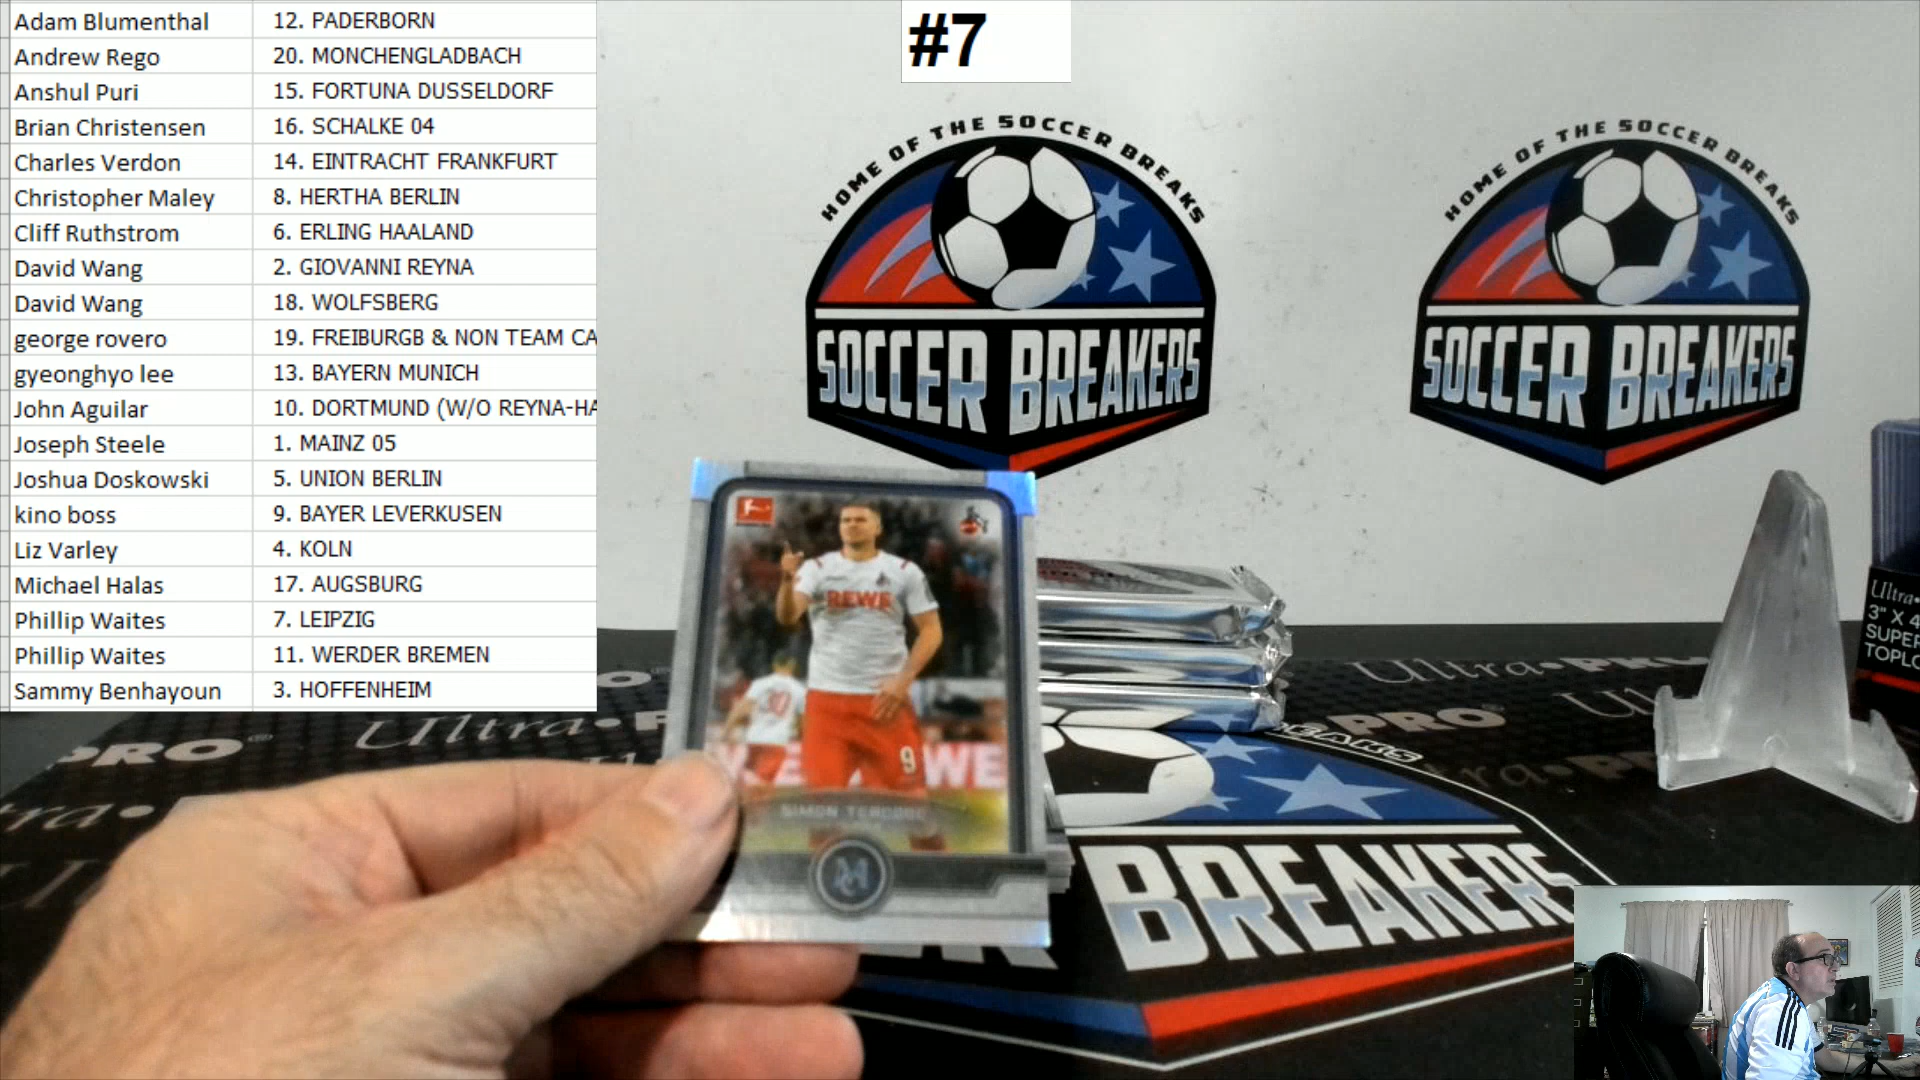 Adam Blumenthal 12. PADERBORN
Andrew Rego 20. MONCHENGLADBACH
Anshul Puri 15. FORTUNA DUSSELDORF
Brian Christensen 16. SCHALKE 04
Charles Verdon 14. EINTRACHT FRANKFURT
Christopher Maley 8. HERTHA BERLIN
Cliff Ruthstrom 6. ERLING HAALAND
David Wang 2. GIOVANNI REYNA
David Wang 18. WOLFSBERG
george rovero 19. FREIBURGB & NON TEAM CA
gyeonghyo lee 13. BAYERN MUNICH
John Aguilar 10. DORTMUND (W/O REYNA-HA
Joseph Steele 1. MAINZ 05
Joshua Doskowski 5. UNION BERLIN
kino boss 9. BAYER LEVERKUSEN
Liz Varley 4. KOLN
Michael Halas 17. AUGSBURG
Phillip Waites 7. LEIPZIG
Phillip Waites 11. WERDER BREMEN
Sammy Benhayoun 3. HOFFENHEIM
#7
HOME OF THE SOCCER BREAKS
SOCCER BREAKERS
HOME OF THE SOCCER BREAKS
SOCCER BREAKERS
REWE
9
SIMON TERODDE
Ultra•PRO
Ultra•PRO
BREAKS
BREAKERS
Ultra
3" X 4
SUPER
TOPLO